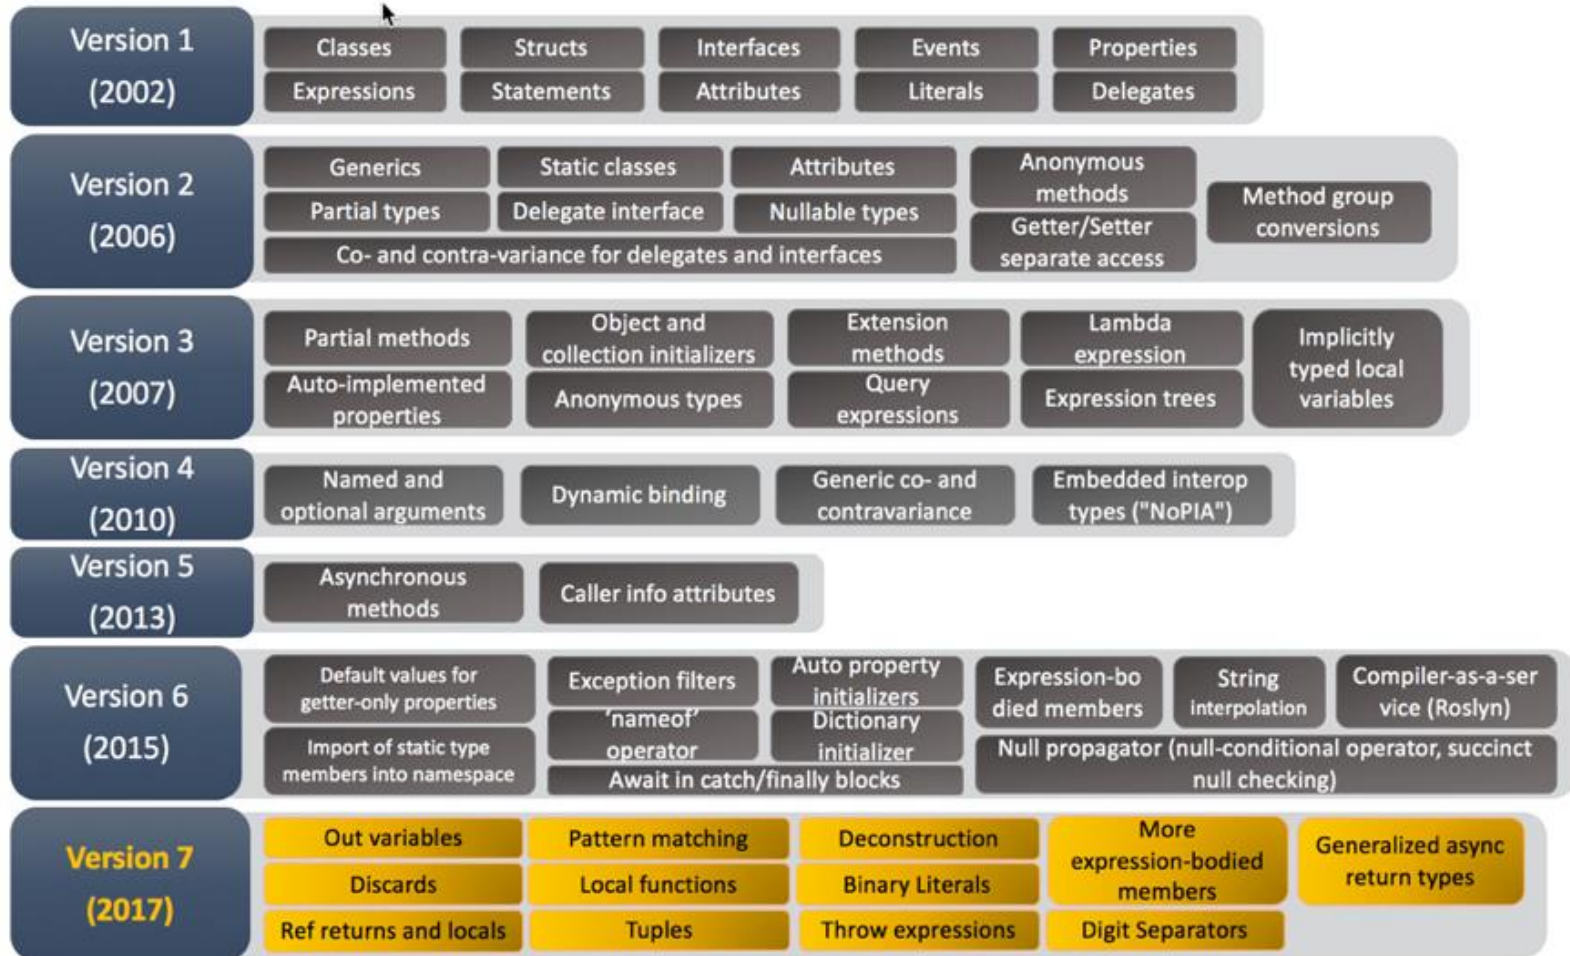 Version 1
(2002)
Classes
Structs
Interfaces
Events
Properties
Expressions
Statements
Attributes
Literals
Delegates
Version 2
(2006)
Generics
Static classes
Attributes
Anonymous
methods
Method group
conversions
Partial types
Delegate interface
Nullable types
Getter/Setter
separate access
Co- and contra-variance for delegates and interfaces
Version 3
(2007)
Partial methods
Object and
collection initializers
Extension
methods
Lambda
expression
Implicitly
typed local
variables
Auto-implemented
properties
Anonymous types
Query
expressions
Expression trees
Version 4
(2010)
Named and
optional arguments
Dynamic binding
Generic co- and
contravariance
Embedded interop
types ("NoPIA")
Version 5
(2013)
Asynchronous
methods
Caller info attributes
Version 6
(2015)
Default values for
getter-only properties
Exception filters
Auto property
initializers
Expression-bo
died members
String
interpolation
Compiler-as-a-ser
vice (Roslyn)
Import of static type
members into namespace
'nameof'
operator
Dictionary
initializer
Null propagator (null-conditional operator, succinct
null checking)
Await in catch/finally blocks
Version 7
(2017)
Out variables
Pattern matching
Deconstruction
More
expression-bodied
members
Generalized async
return types
Discards
Local functions
Binary Literals
Ref returns and locals
Tuples
Throw expressions
Digit Separators